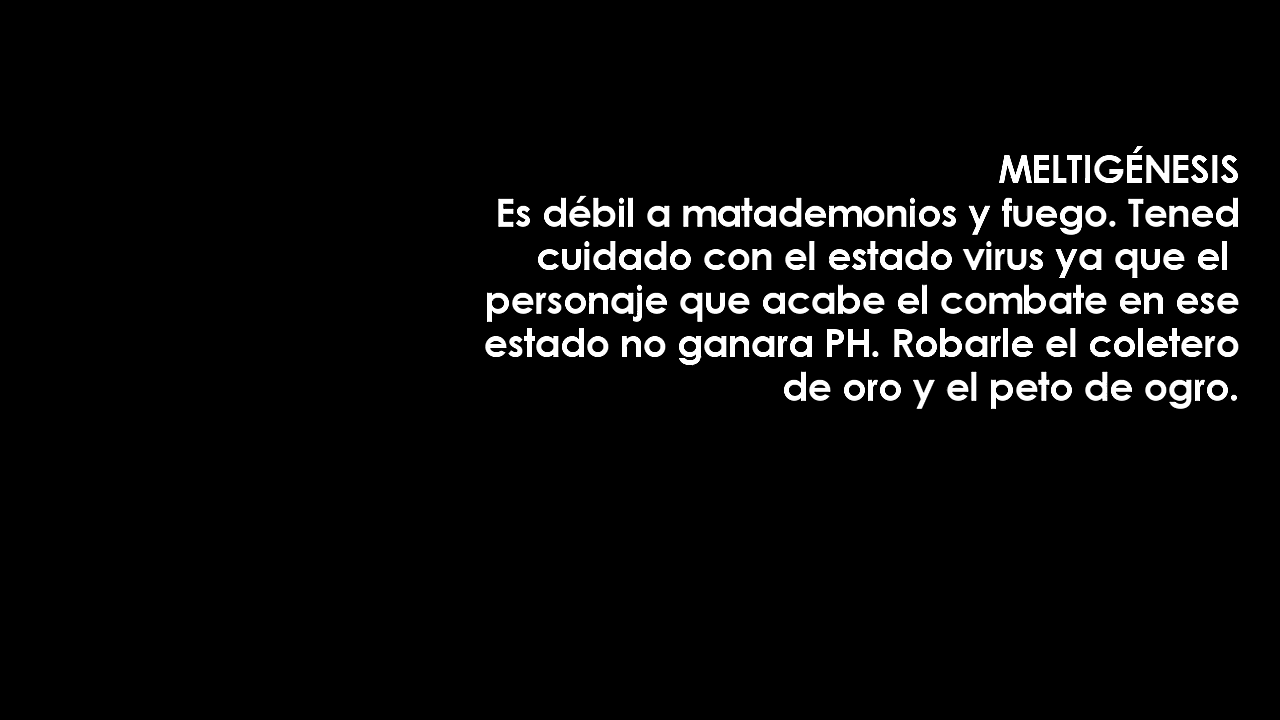 MELTIGÉNESIS
Es débil a matademonios y fuego. Tened
cuidado con el estado virus ya que el
personaje que acabe el combate en ese
estado no ganara PH. Robarle el coletero
de oro y el peto de ogro.